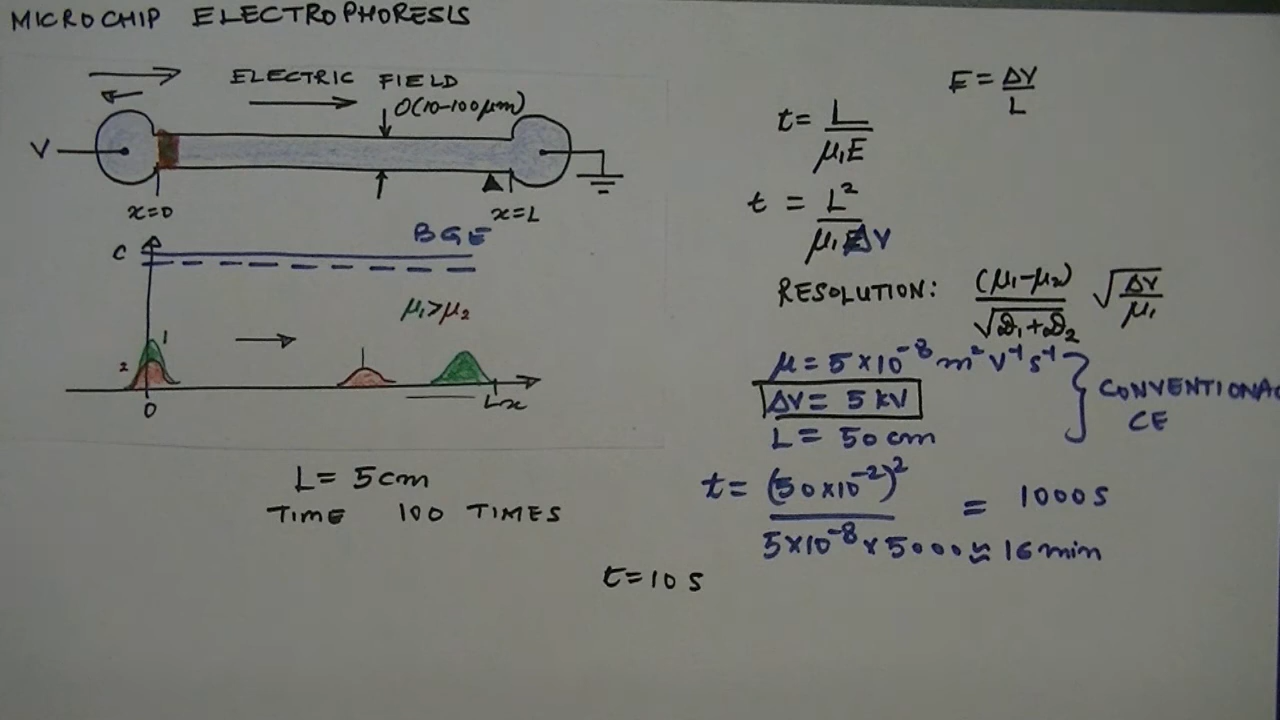 MICROCHIP ELECTROPHORESIS
ELECTRIC FIELD
O(10-100μm)
V
x=0
x=L
C
BGE
μ₁>μ₂
1
2
0
L x
L= 5cm
TIME 100 TIMES
t=10 s
E = ΔV/L
t= L/μ₁E
t = L²/μ₁ΔV
RESOLUTION: (μ₁-μ₂)/√(𝒟₁+𝒟₂) √(ΔV/μ₁)
μ = 5×10⁻⁸ m² V⁻¹ s⁻¹
ΔV = 5 kV
L = 50 cm
CONVENTIONAL
CE
t= (50×10⁻²)²/5×10⁻⁸×5000 = 1000 s
≈ 16 min